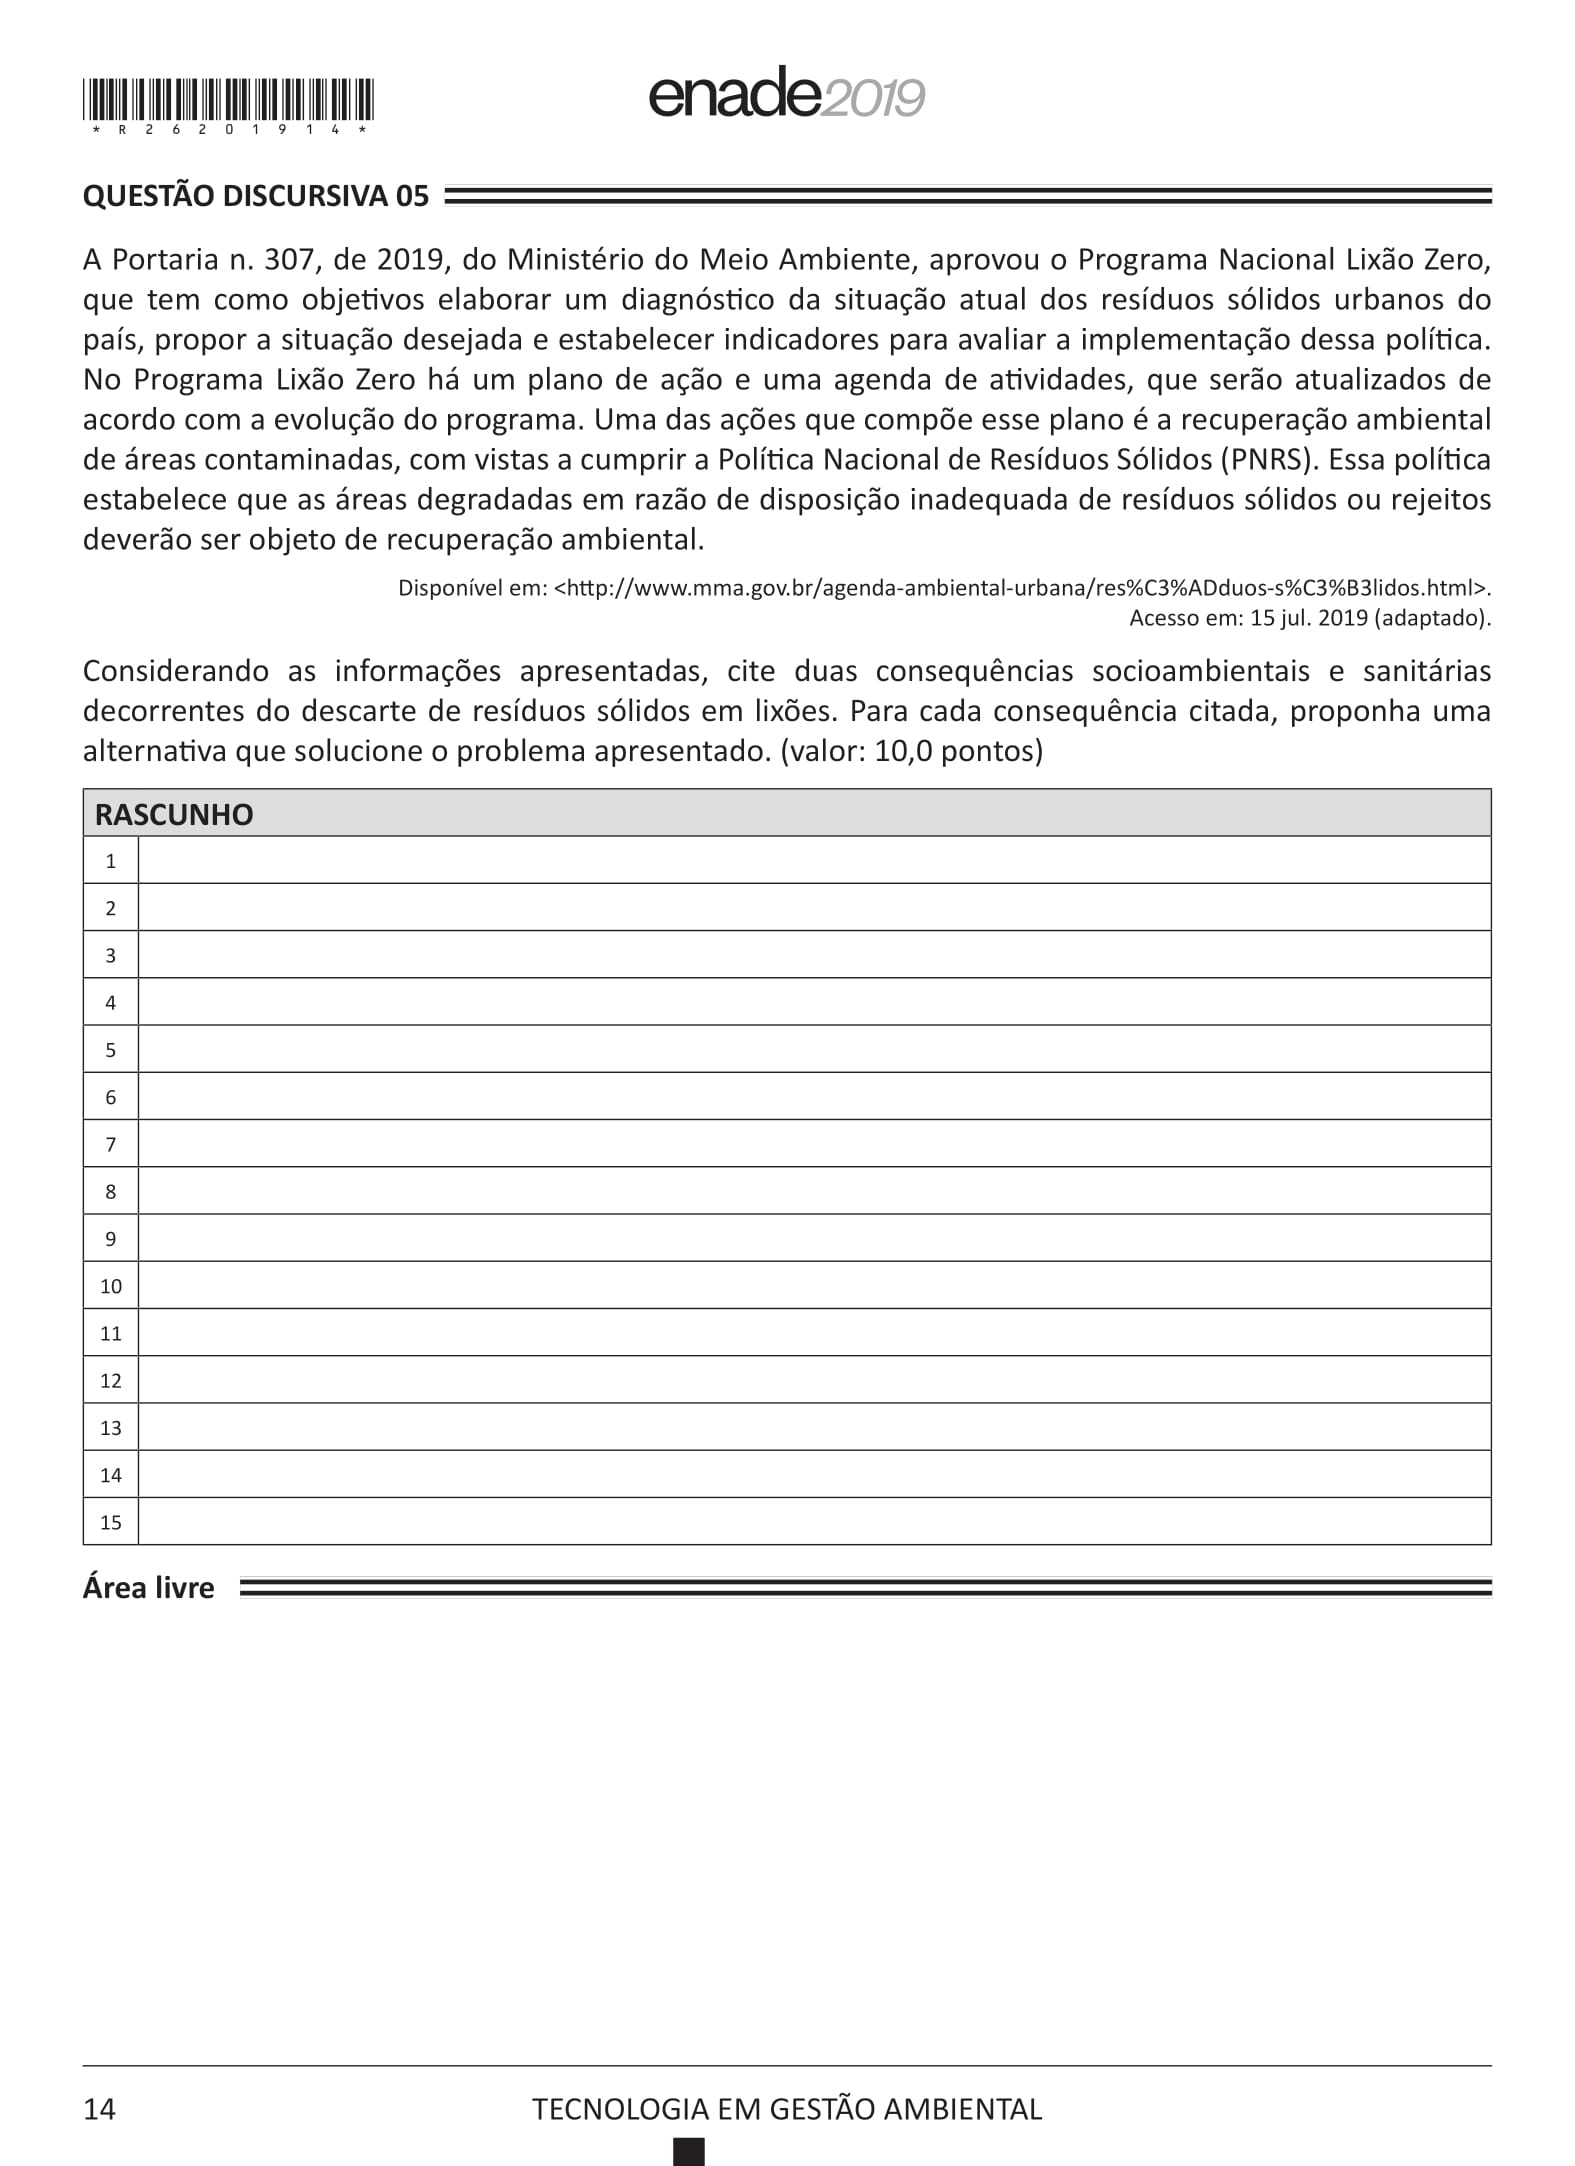 *R26201914*
enade2019
QUESTÃO DISCURSIVA 05
A Portaria n. 307, de 2019, do Ministério do Meio Ambiente, aprovou o Programa Nacional Lixão Zero,
que tem como objetivos elaborar um diagnóstico da situação atual dos resíduos sólidos urbanos do
país, propor a situação desejada e estabelecer indicadores para avaliar a implementação dessa política.
No Programa Lixão Zero há um plano de ação e uma agenda de atividades, que serão atualizados de
acordo com a evolução do programa. Uma das ações que compõe esse plano é a recuperação ambiental
de áreas contaminadas, com vistas a cumprir a Política Nacional de Resíduos Sólidos (PNRS). Essa política
estabelece que as áreas degradadas em razão de disposição inadequada de resíduos sólidos ou rejeitos
deverão ser objeto de recuperação ambiental.
Disponível em: <http://www.mma.gov.br/agenda-ambiental-urbana/res%C3%ADduos-s%C3%B3lidos.html>.
Acesso em: 15 jul. 2019 (adaptado).
Considerando as informações apresentadas, cite duas consequências socioambientais e sanitárias
decorrentes do descarte de resíduos sólidos em lixões. Para cada consequência citada, proponha uma
alternativa que solucione o problema apresentado. (valor: 10,0 pontos)
RASCUNHO
1
2
3
4
5
6
7
8
9
10
11
12
13
14
15
Área livre
14
TECNOLOGIA EM GESTÃO AMBIENTAL